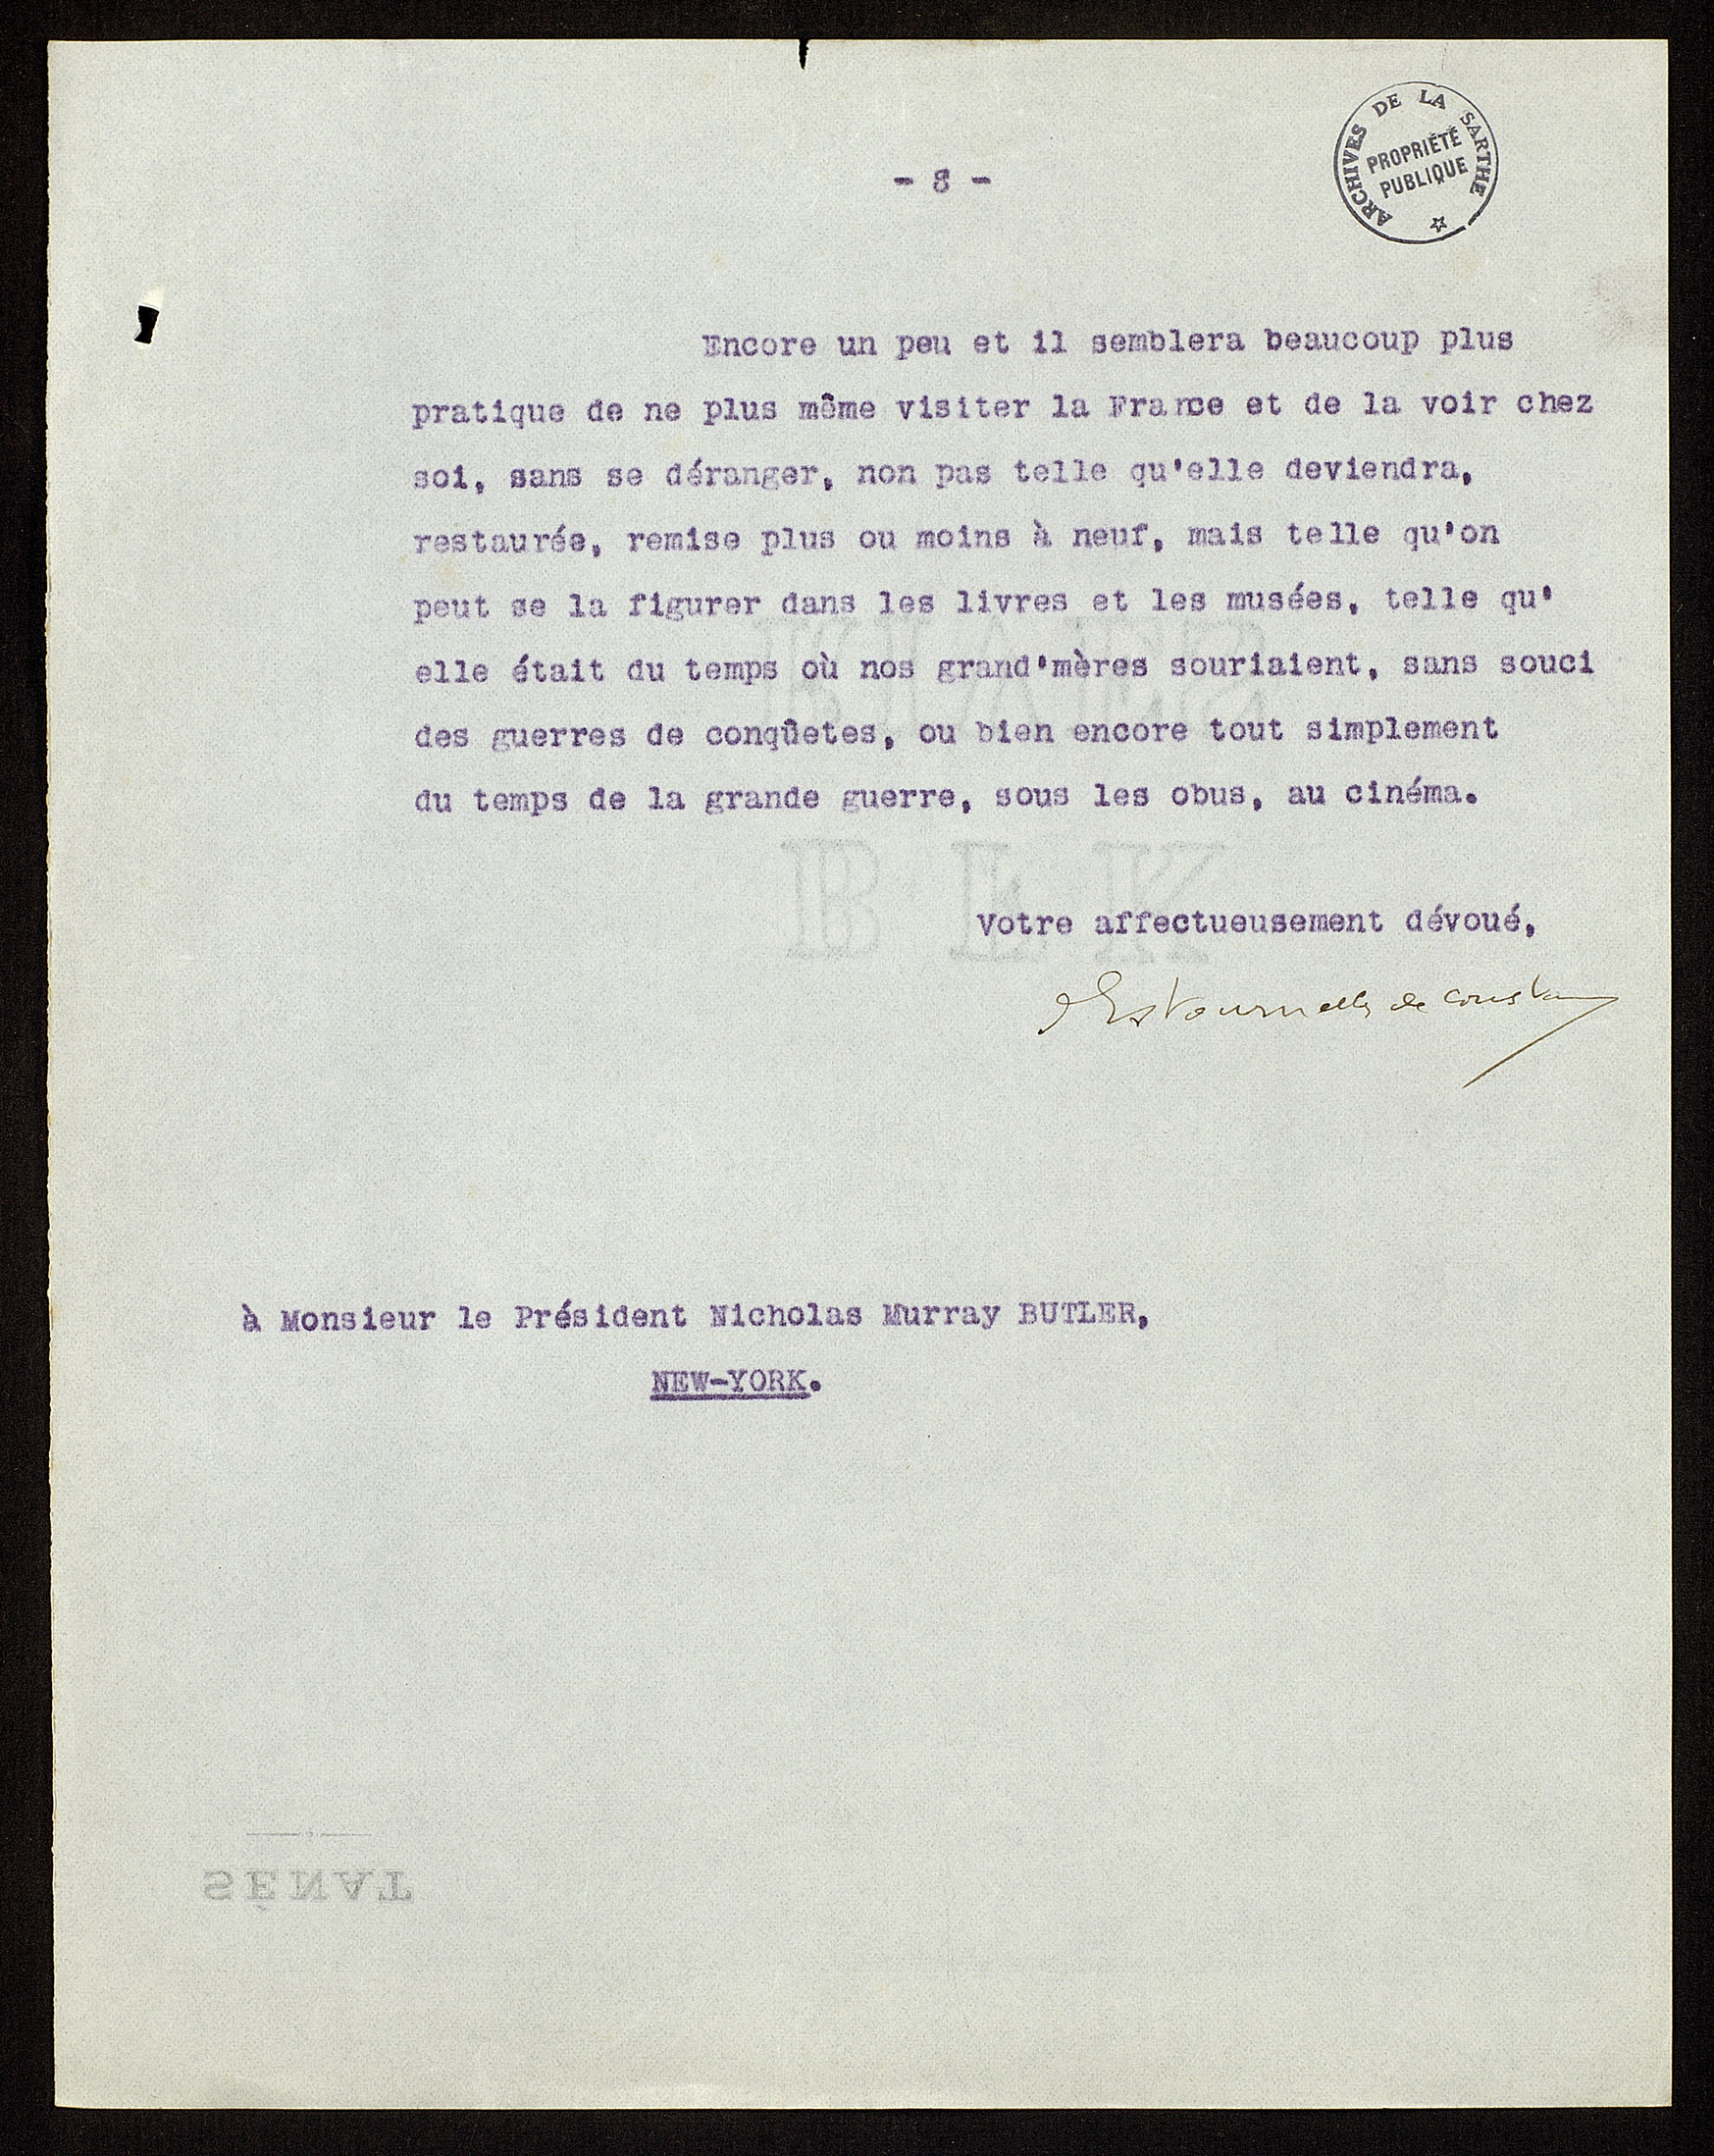 - 8 -
ARCHIVES DE LA SARTHE
PROPRIÉTÉ
PUBLIQUE
Encore un peu et il semblera beaucoup plus
pratique de ne plus même visiter la France et de la voir chez
soi, sans se déranger, non pas telle qu'elle deviendra,
restaurée, remise plus ou moins à neuf, mais telle qu'on
peut se la figurer dans les livres et les musées, telle qu'
elle était du temps où nos grand'mères souriaient, sans souci
des guerres de conqûetes, ou bien encore tout simplement
du temps de la grande guerre, sous les obus, au cinéma.
Votre affectueusement dévoué,
d'Estournelles de Constant
à Monsieur le Président Nicholas Murray BUTLER,
NEW-YORK.
SÉNAT